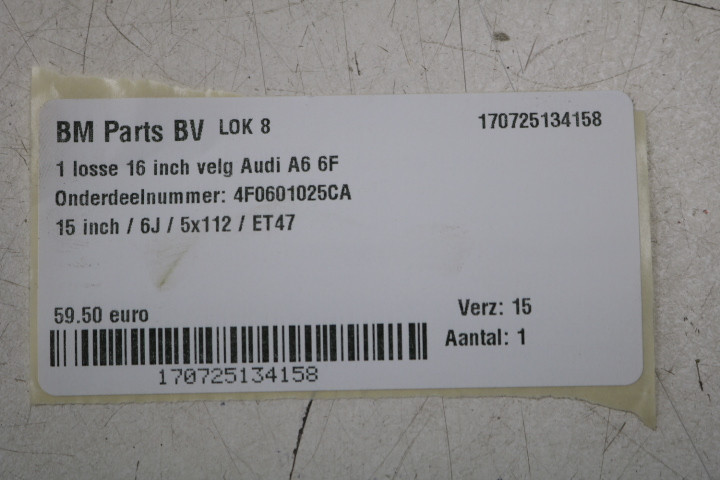 BM Parts BV LOK 8 170725134158
1 losse 16 inch velg Audi A6 6F
Onderdeelnummer: 4F0601025CA
15 inch / 6J / 5x112 / ET47
59.50 euro Verz: 15
Aantal: 1
170725134158